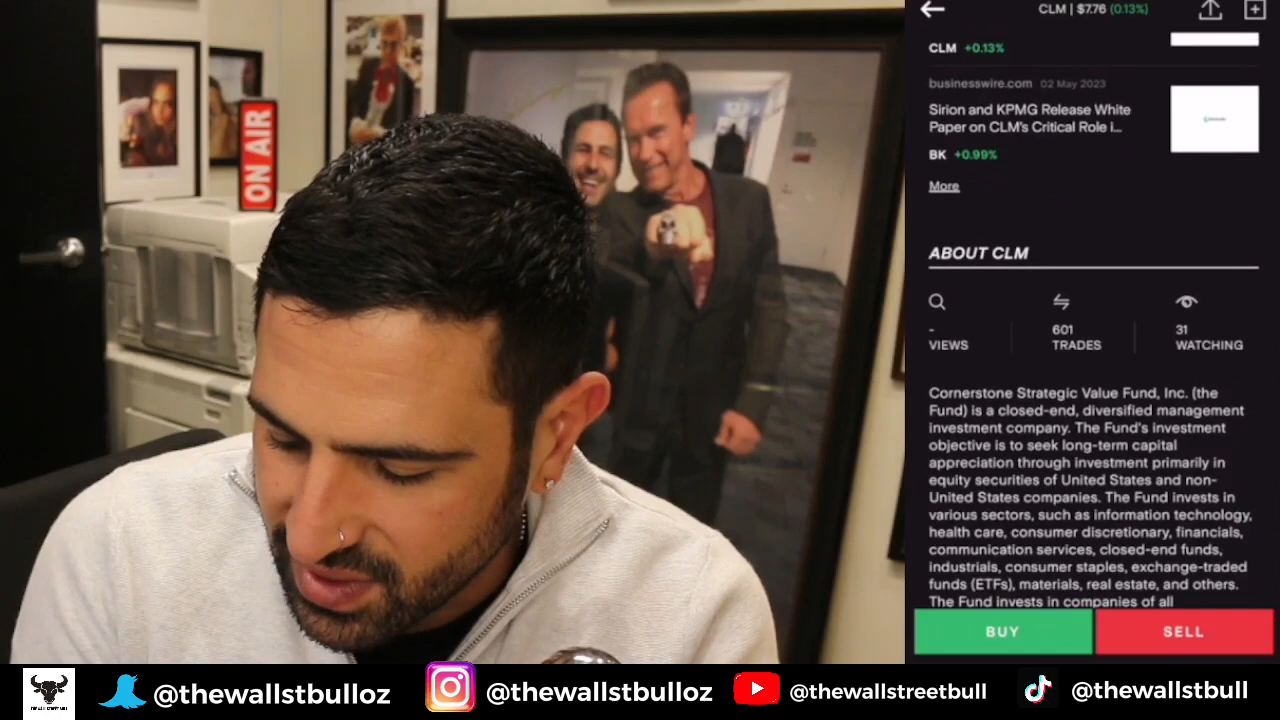 ON AIR
CLM | $7.76 (0.13%)
CLM +0.13%
businesswire.com 02 May 2023
Sirion and KPMG Release White
Paper on CLM's Critical Role i...
BK +0.99%
More
ABOUT CLM
- 601 31
VIEWS TRADES WATCHING
Cornerstone Strategic Value Fund, Inc. (the
Fund) is a closed-end, diversified management
investment company. The Fund's investment
objective is to seek long-term capital
appreciation through investment primarily in
equity securities of United States and non-
United States companies. The Fund invests in
various sectors, such as information technology,
health care, consumer discretionary, financials,
communication services, closed-end funds,
industrials, consumer staples, exchange-traded
funds (ETFs), materials, real estate, and others.
The Fund invests in companies of all
BUY SELL
@thewallstbulloz @thewallstbulloz @thewallstreetbull @thewallstbull